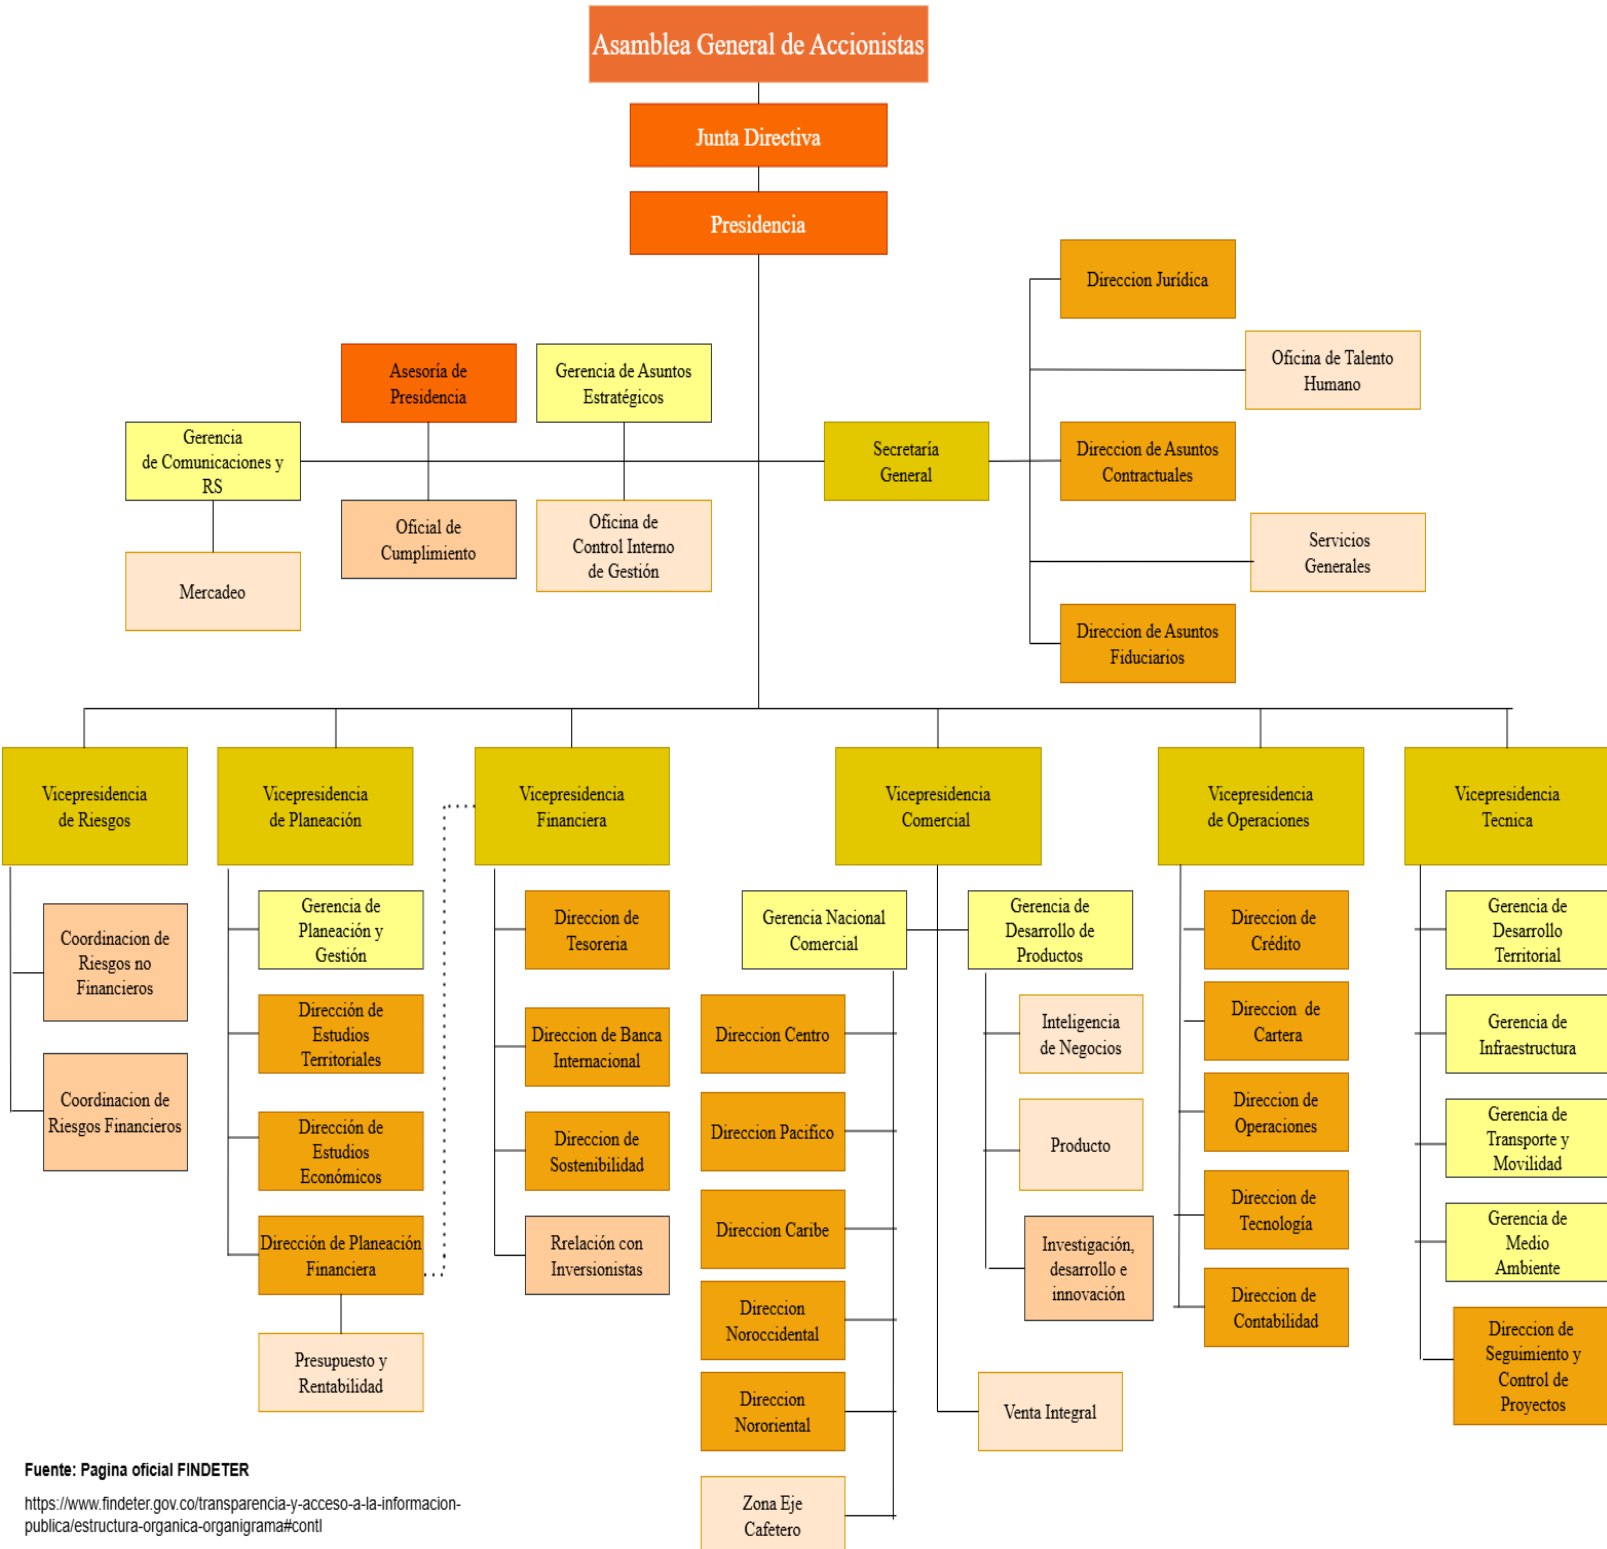 Asamblea General de Accionistas
Junta Directiva
Presidencia
Direccion Jurídica
Oficina de Talento
Humano
Asesoría de
Presidencia
Gerencia de Asuntos
Estratégicos
Gerencia
de Comunicaciones y
RS
Secretaría
General
Direccion de Asuntos
Contractuales
Oficial de
Cumplimiento
Oficina de
Control Interno
de Gestión
Servicios
Generales
Mercadeo
Direccion de Asuntos
Fiduciarios
Vicepresidencia
de Riesgos
Vicepresidencia
de Planeación
Vicepresidencia
Financiera
Vicepresidencia
Comercial
Vicepresidencia
de Operaciones
Vicepresidencia
Tecnica
Coordinacion de
Riesgos no
Financieros
Coordinacion de
Riesgos Financieros
Gerencia de
Planeación y
Gestión
Dirección de
Estudios
Territoriales
Dirección de
Estudios
Económicos
Dirección de Planeación
Financiera
Presupuesto y
Rentabilidad
Direccion de
Tesoreria
Direccion de Banca
Internacional
Direccion de
Sostenibilidad
Rrelación con
Inversionistas
Gerencia Nacional
Comercial
Direccion Centro
Direccion Pacifico
Direccion Caribe
Direccion
Noroccidental
Direccion
Nororiental
Zona Eje
Cafetero
Gerencia de
Desarrollo de
Productos
Inteligencia
de Negocios
Producto
Investigación,
desarrollo e
innovación
Venta Integral
Direccion de
Crédito
Direccion de
Cartera
Direccion de
Operaciones
Direccion de
Tecnología
Direccion de
Contabilidad
Gerencia de
Desarrollo
Territorial
Gerencia de
Infraestructura
Gerencia de
Transporte y
Movilidad
Gerencia de
Medio
Ambiente
Direccion de
Seguimiento y
Control de
Proyectos
Fuente: Pagina oficial FINDETER
https://www.findeter.gov.co/transparencia-y-acceso-a-la-informacion-
publica/estructura-organica-organigrama#contl